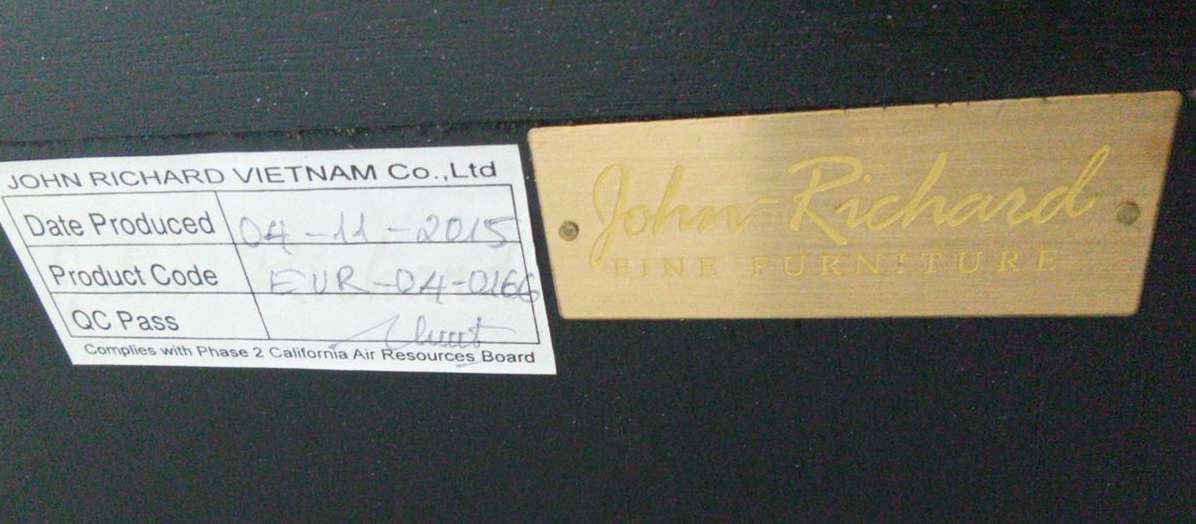 JOHN RICHARD VIETNAM Co.,Ltd
Date Produced 04-11-2015
Product Code EUR-04-0166
QC Pass
Complies with Phase 2 California Air Resources Board
John-Richard
FINE FURNITURE